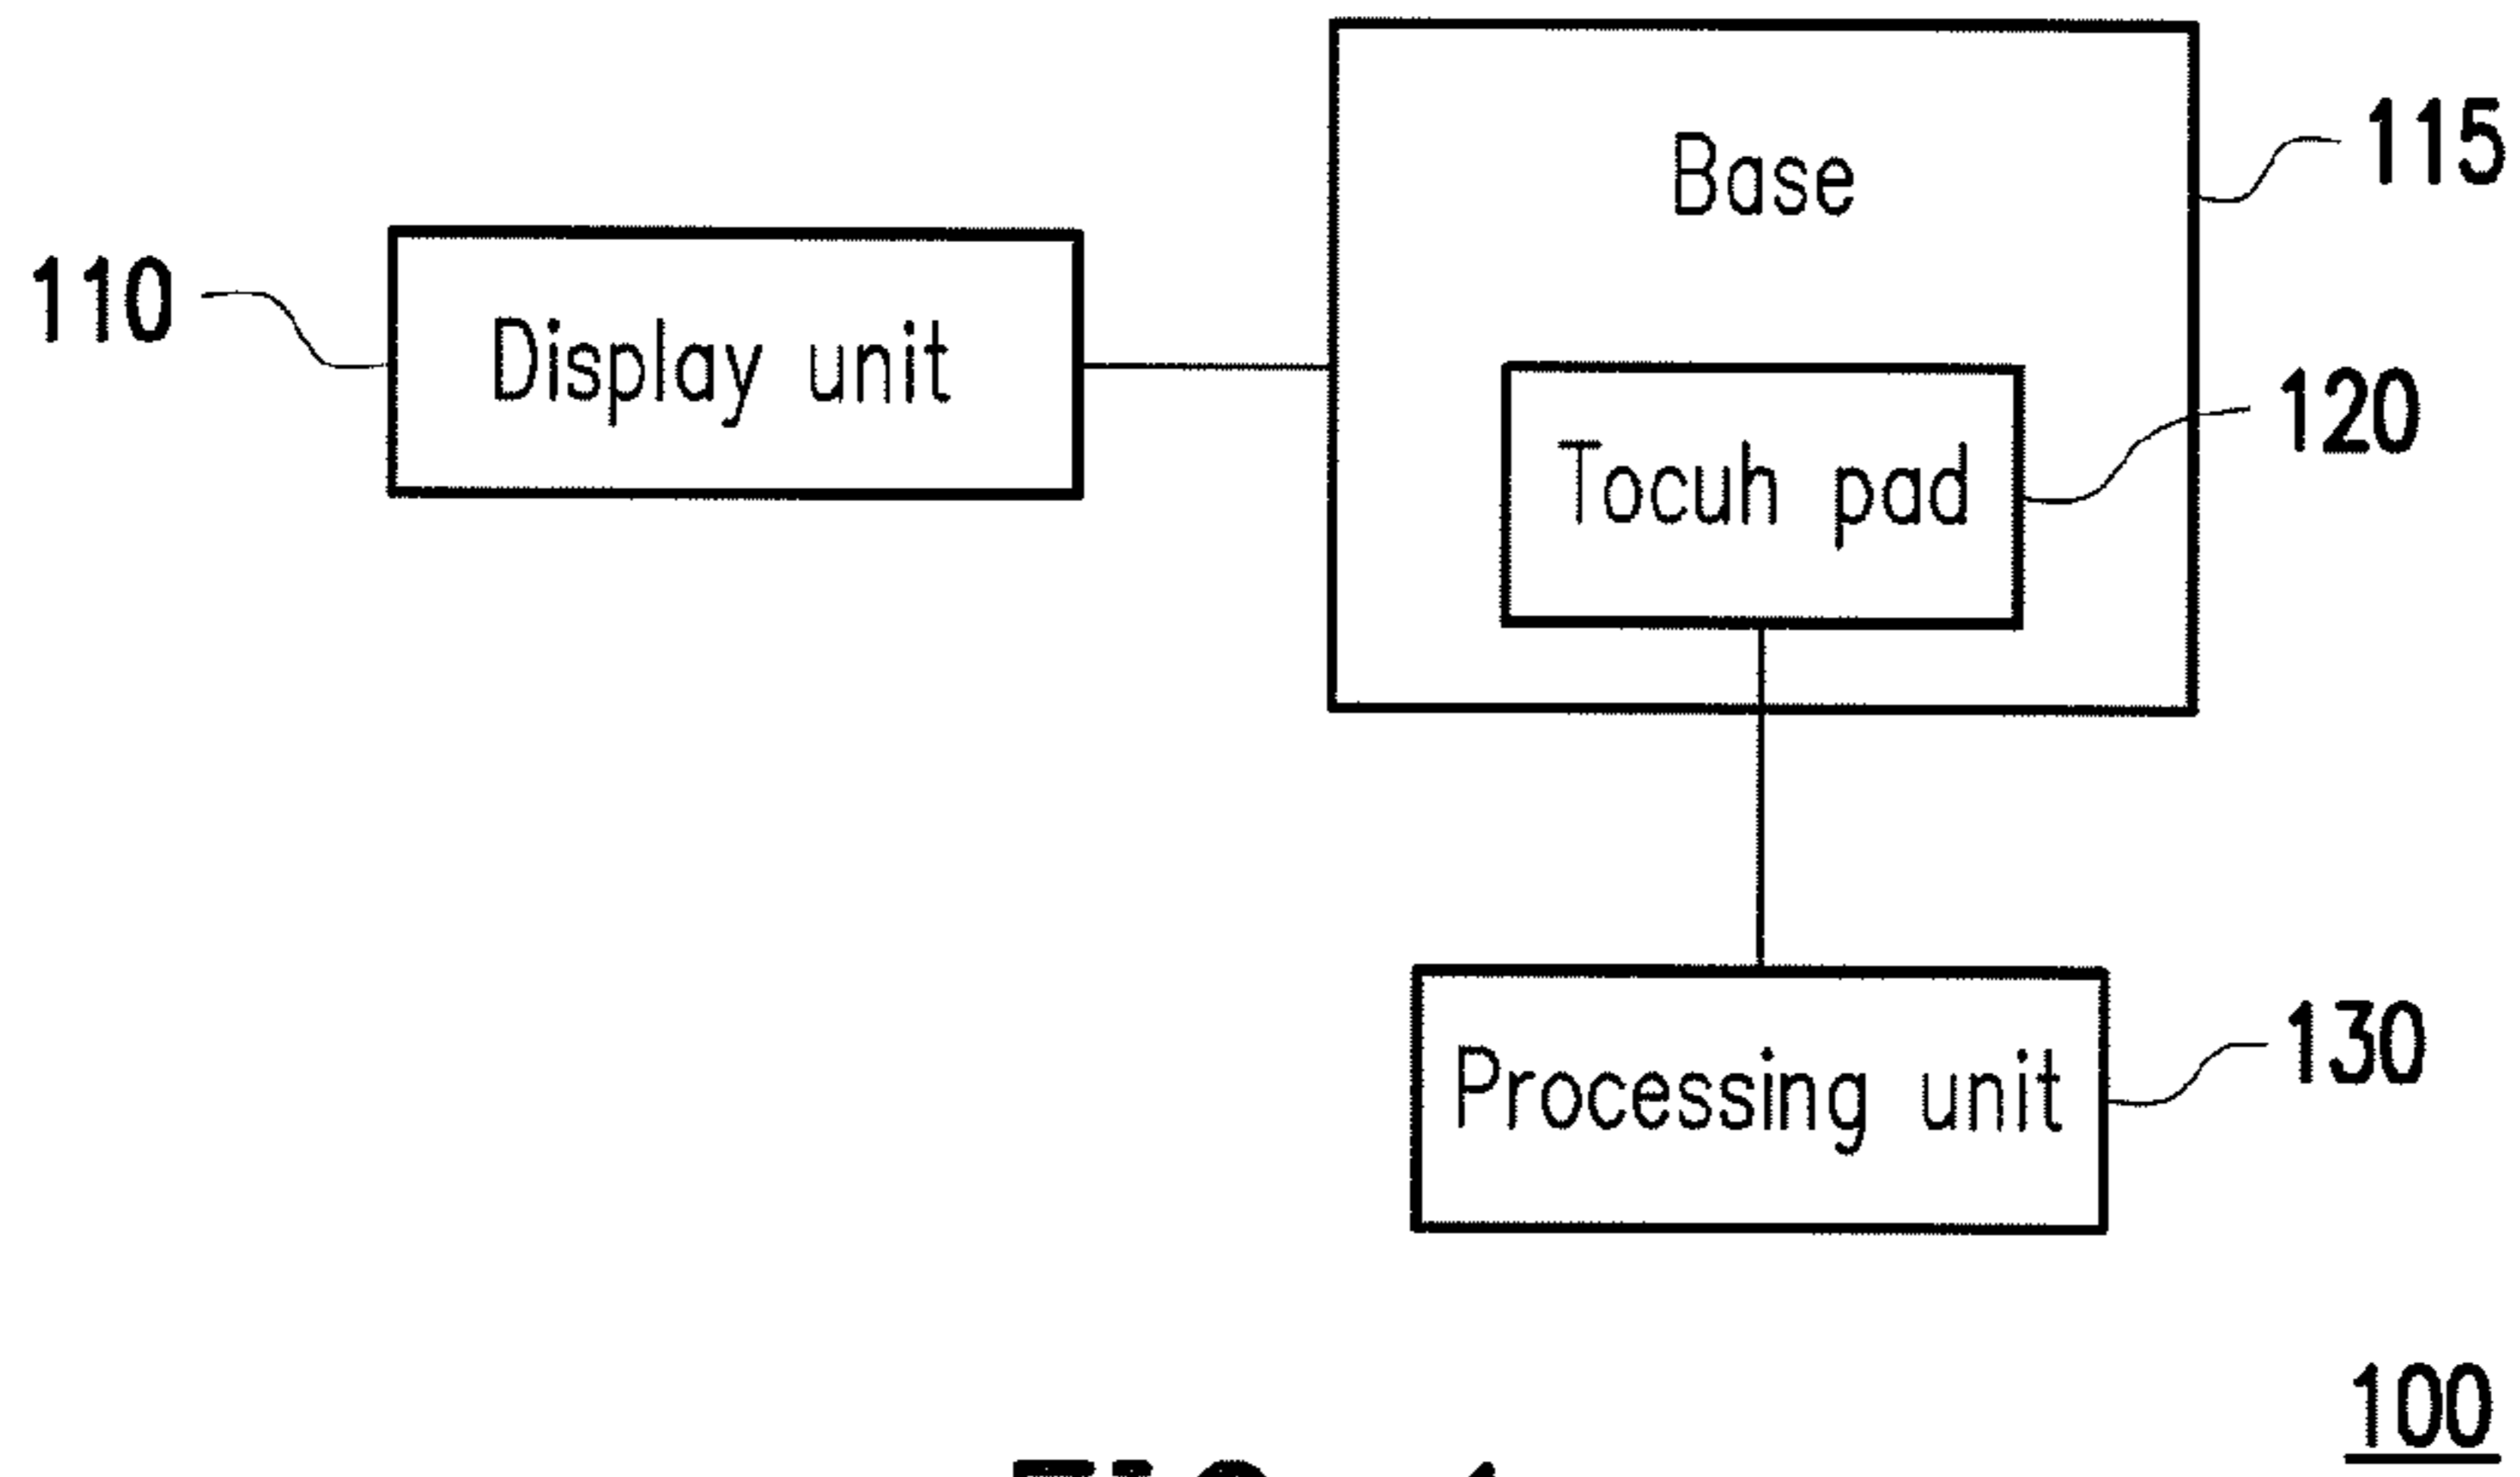 Base
115
110
Display unit
120
Tocuh pad
130
Processing unit
100